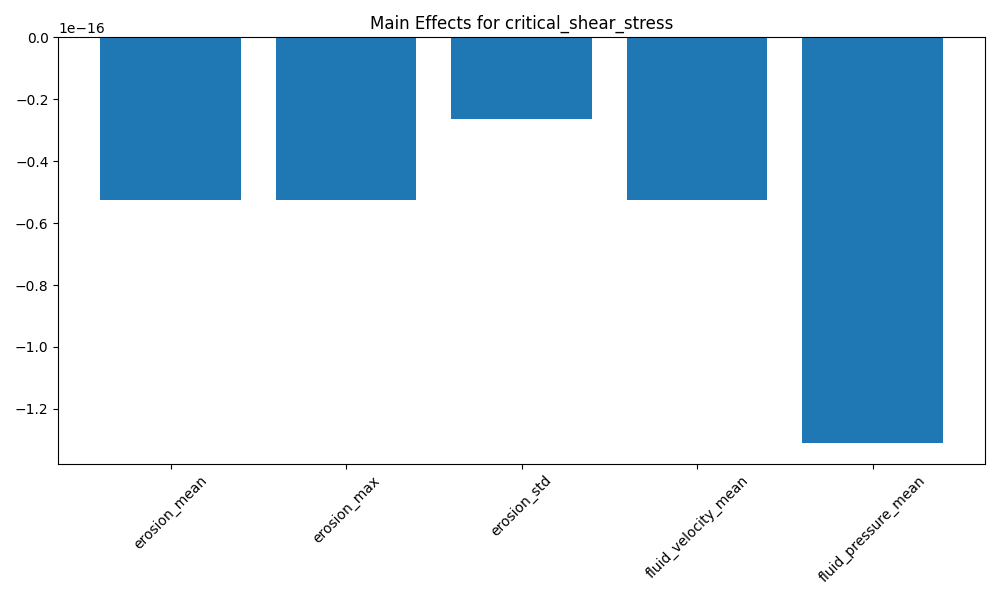 Main Effects for critical_shear_stress
1e−16
0.0
−0.2
−0.4
−0.6
−0.8
−1.0
−1.2
erosion_mean
erosion_max
erosion_std
fluid_velocity_mean
fluid_pressure_mean